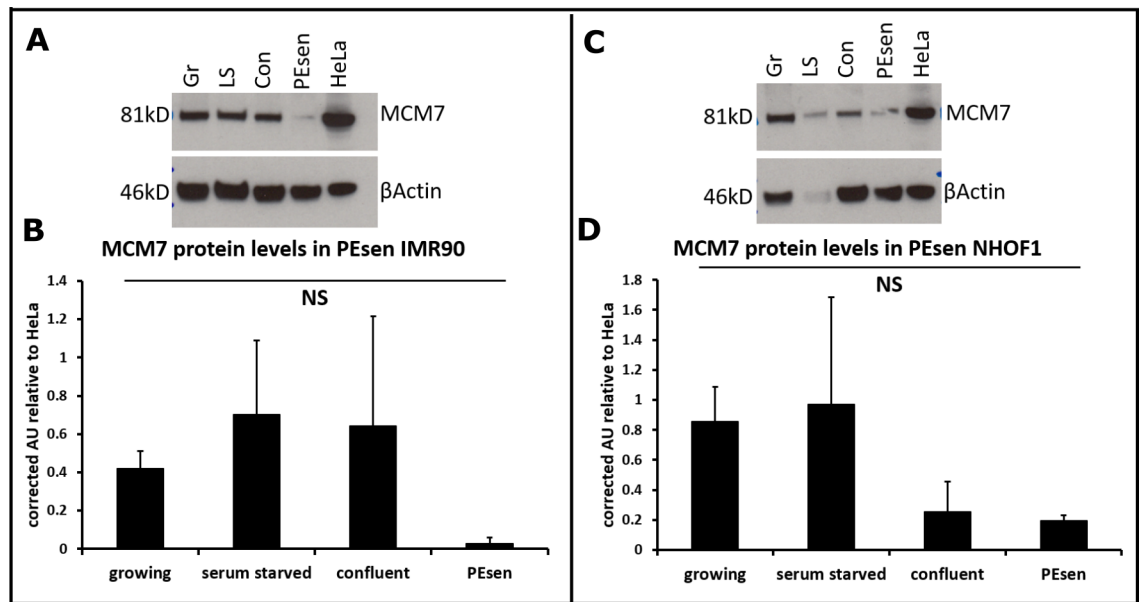 A
Gr
LS
Con
PEsen
HeLa
81kD
MCM7
46kD
βActin
B
MCM7 protein levels in PEsen IMR90
NS
corrected AU relative to HeLa
1.4
1.2
1
0.8
0.6
0.4
0.2
0
growing
serum starved
confluent
PEsen
C
Gr
LS
Con
PEsen
HeLa
81kD
MCM7
46kD
βActin
D
MCM7 protein levels in PEsen NHOF1
NS
corrected AU relative to HeLa
1.8
1.6
1.4
1.2
1
0.8
0.6
0.4
0.2
0
growing
serum starved
confluent
PEsen